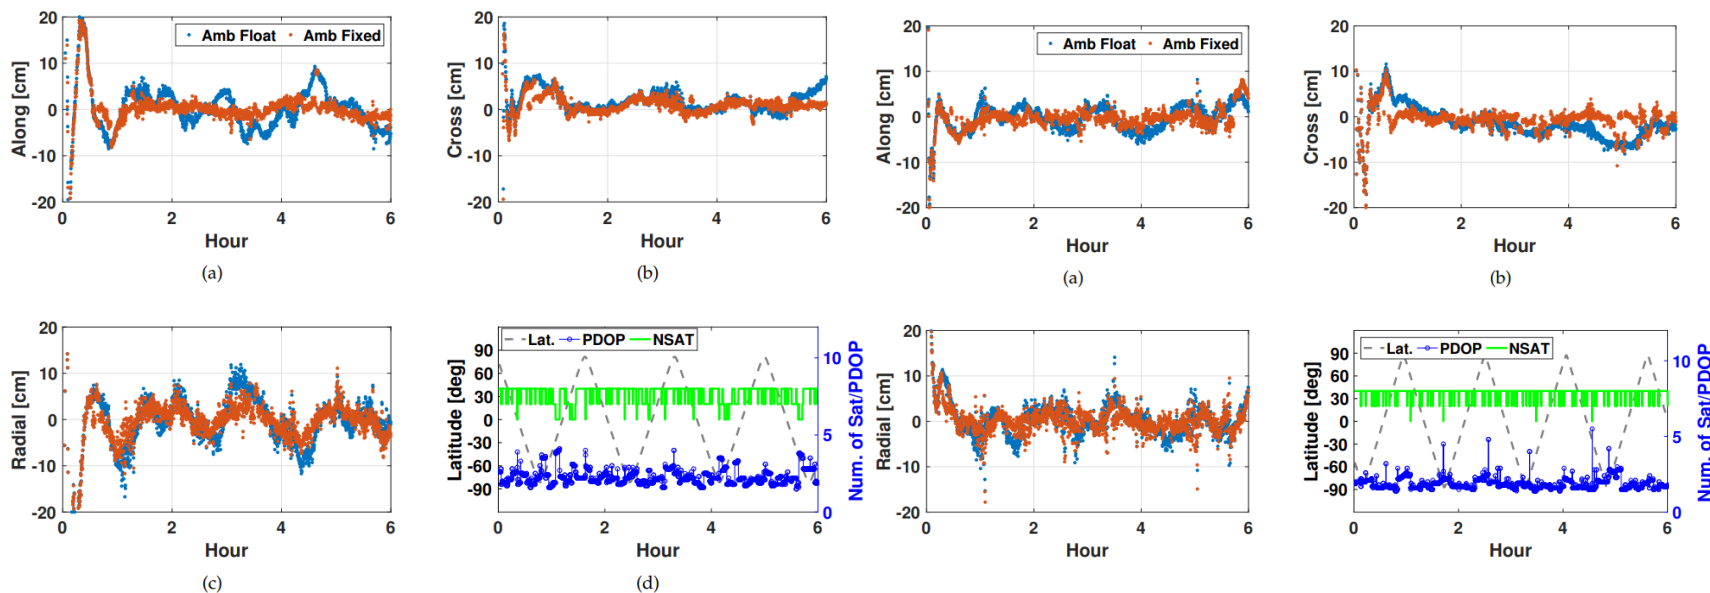 20
10
0
-10
-20
Along [cm]
Amb Float
Amb Fixed
0
2
4
6
Hour
(a)
20
10
0
-10
-20
Cross [cm]
0
2
4
6
Hour
(b)
20
10
0
-10
-20
Along [cm]
Amb Float
Amb Fixed
0
2
4
6
Hour
(a)
20
10
0
-10
-20
Cross [cm]
0
2
4
6
Hour
(b)
20
10
0
-10
-20
Radial [cm]
0
2
4
6
Hour
(c)
90
60
30
0
-30
-60
-90
Latitude [deg]
Lat.
PDOP
NSAT
10
5
0
Num. of Sat/PDOP
0
2
4
6
Hour
(d)
20
10
0
-10
-20
Radial [cm]
0
2
4
6
Hour
90
60
30
0
-30
-60
-90
Latitude [deg]
Lat.
PDOP
NSAT
10
5
0
Num. of Sat/PDOP
0
2
4
6
Hour